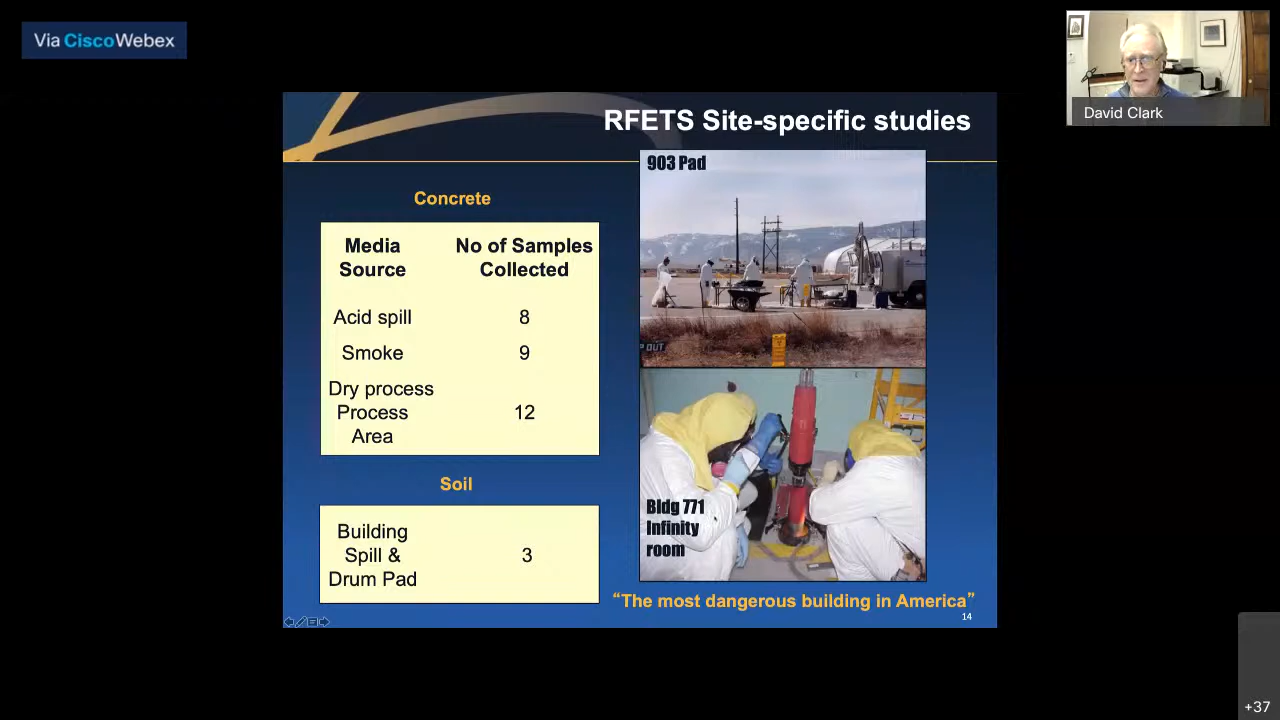 Via CiscoWebex
David Clark
RFETS Site-specific studies
Concrete
Media Source
No of Samples Collected
Acid spill 8
Smoke 9
Dry process
Process
Area
12
Soil
Building
Spill &
Drum Pad
3
903 Pad
OUT
Bldg 771
Infinity
room
“The most dangerous building in America”
14
+37